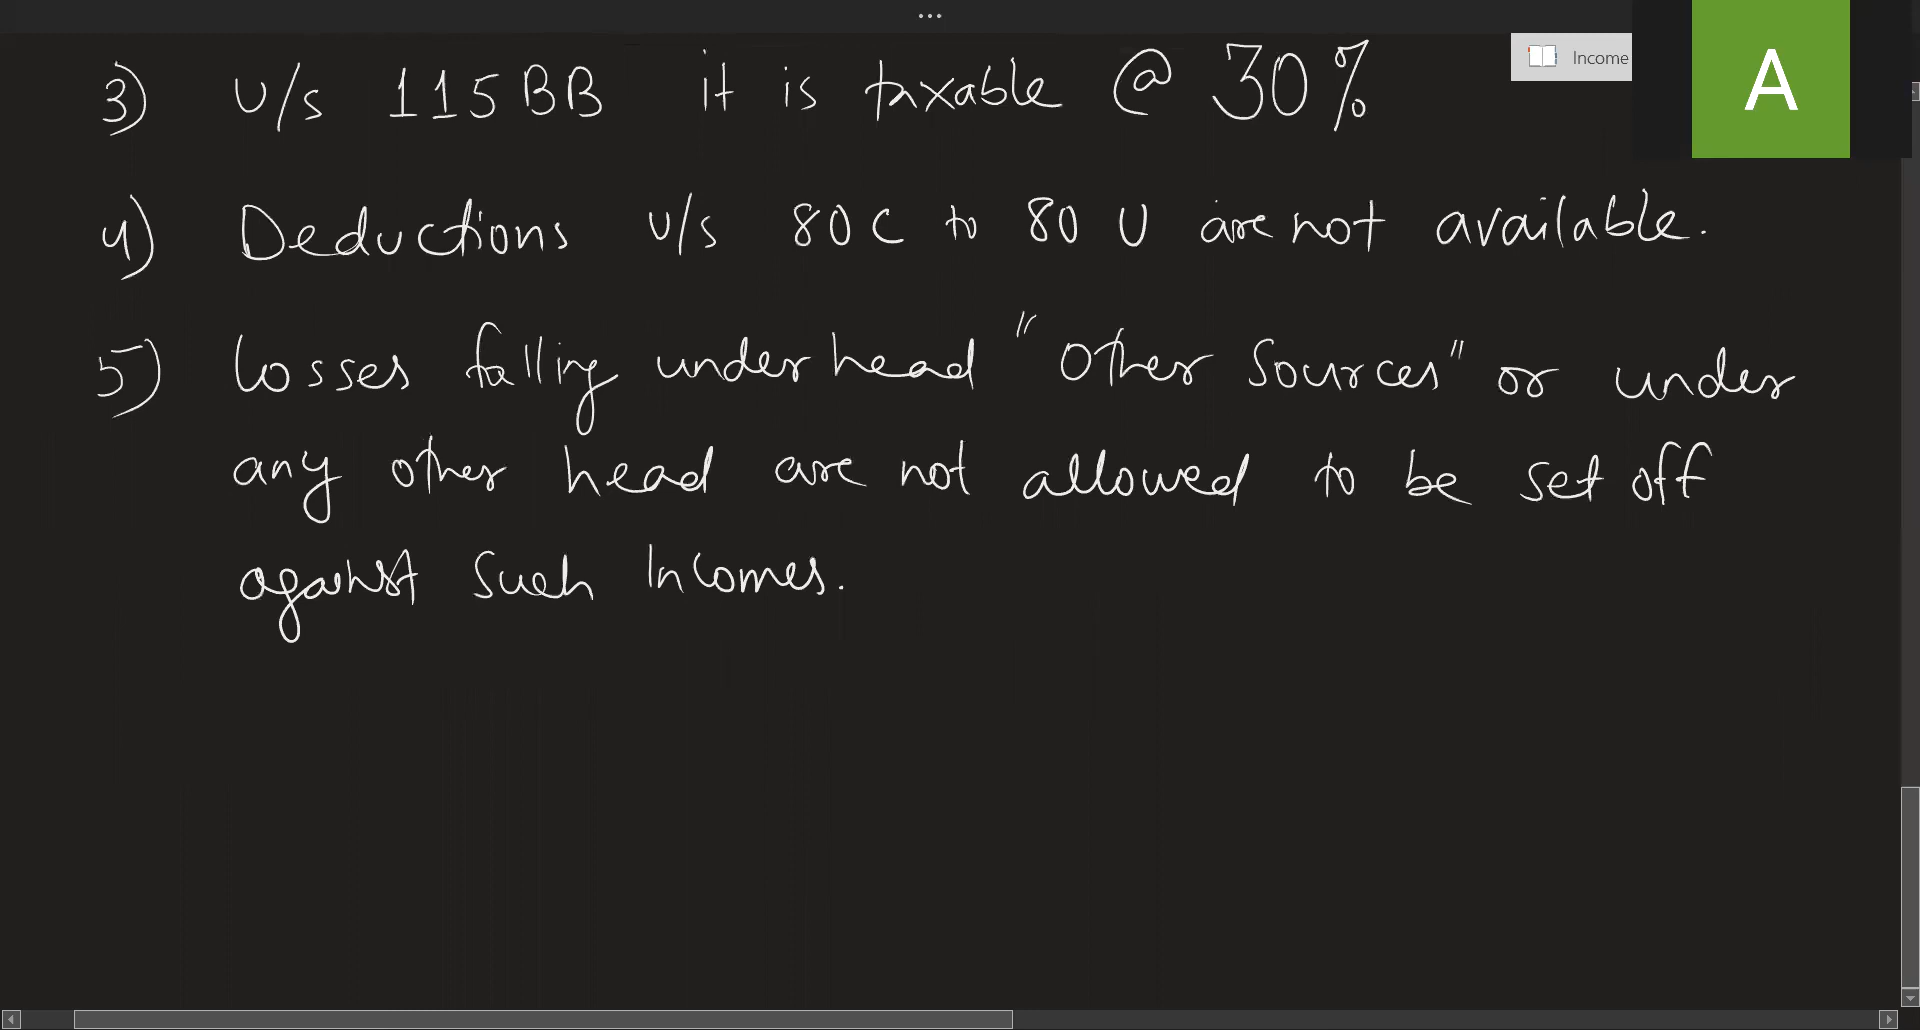 ...
Income
A
3) U/s 115BB it is taxable @ 30%
4) Deductions u/s 80C to 80 U are not available.
5) Losses falling under head "Other Sources" or under
any other head are not allowed to be set off
against such Incomes.